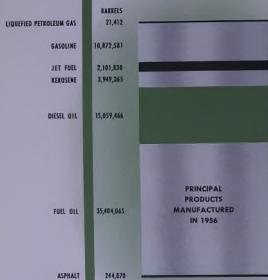 BARRELS
LIQUEFIED PETROLEUM GAS 21,412
GASOLINE 10,872,581
JET FUEL 2,101,830
KEROSENE 3,949,365
DIESEL OIL 15,059,466
FUEL OIL 35,404,065
ASPHALT 244,870
PRINCIPAL
PRODUCTS
MANUFACTURED
IN 1956